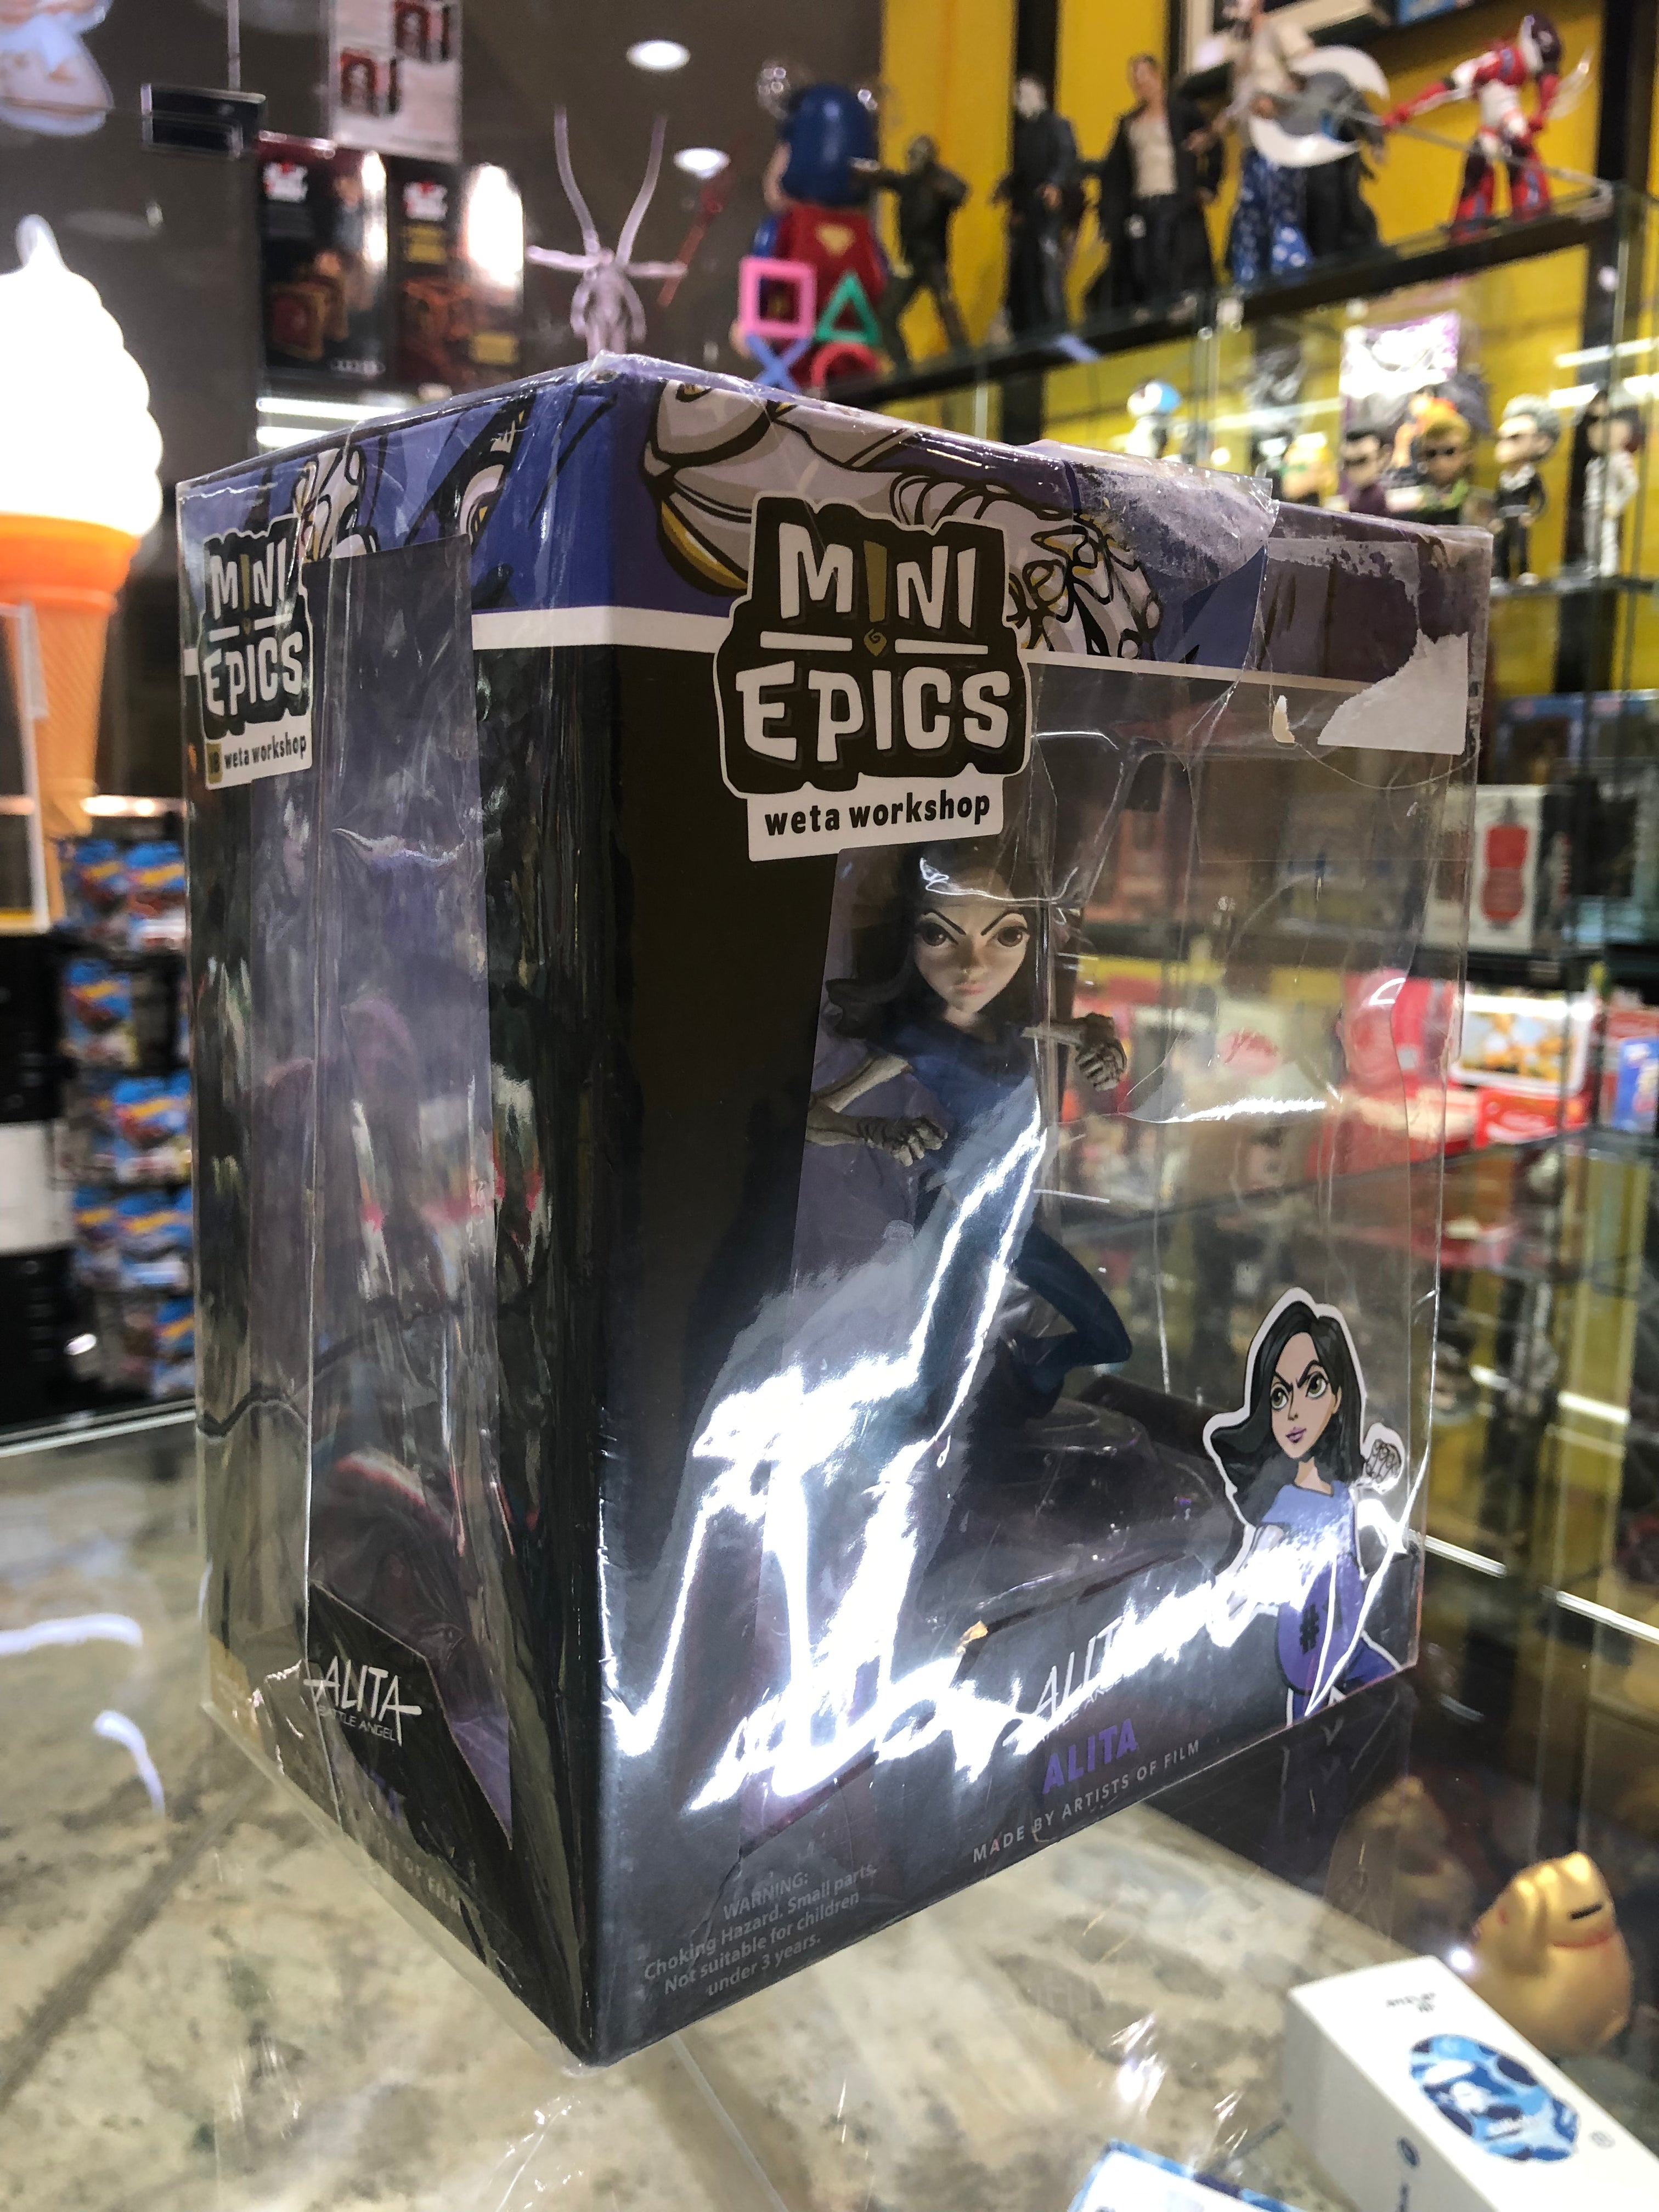 MINI
EPICS
weta workshop
MINI
EPICS
weta workshop
ALITA
BATTLE ANGEL
ALITA
ALITA
MADE BY ARTISTS OF FILM
WARNING:
Choking Hazard. Small parts.
Not suitable for children
under 3 years.